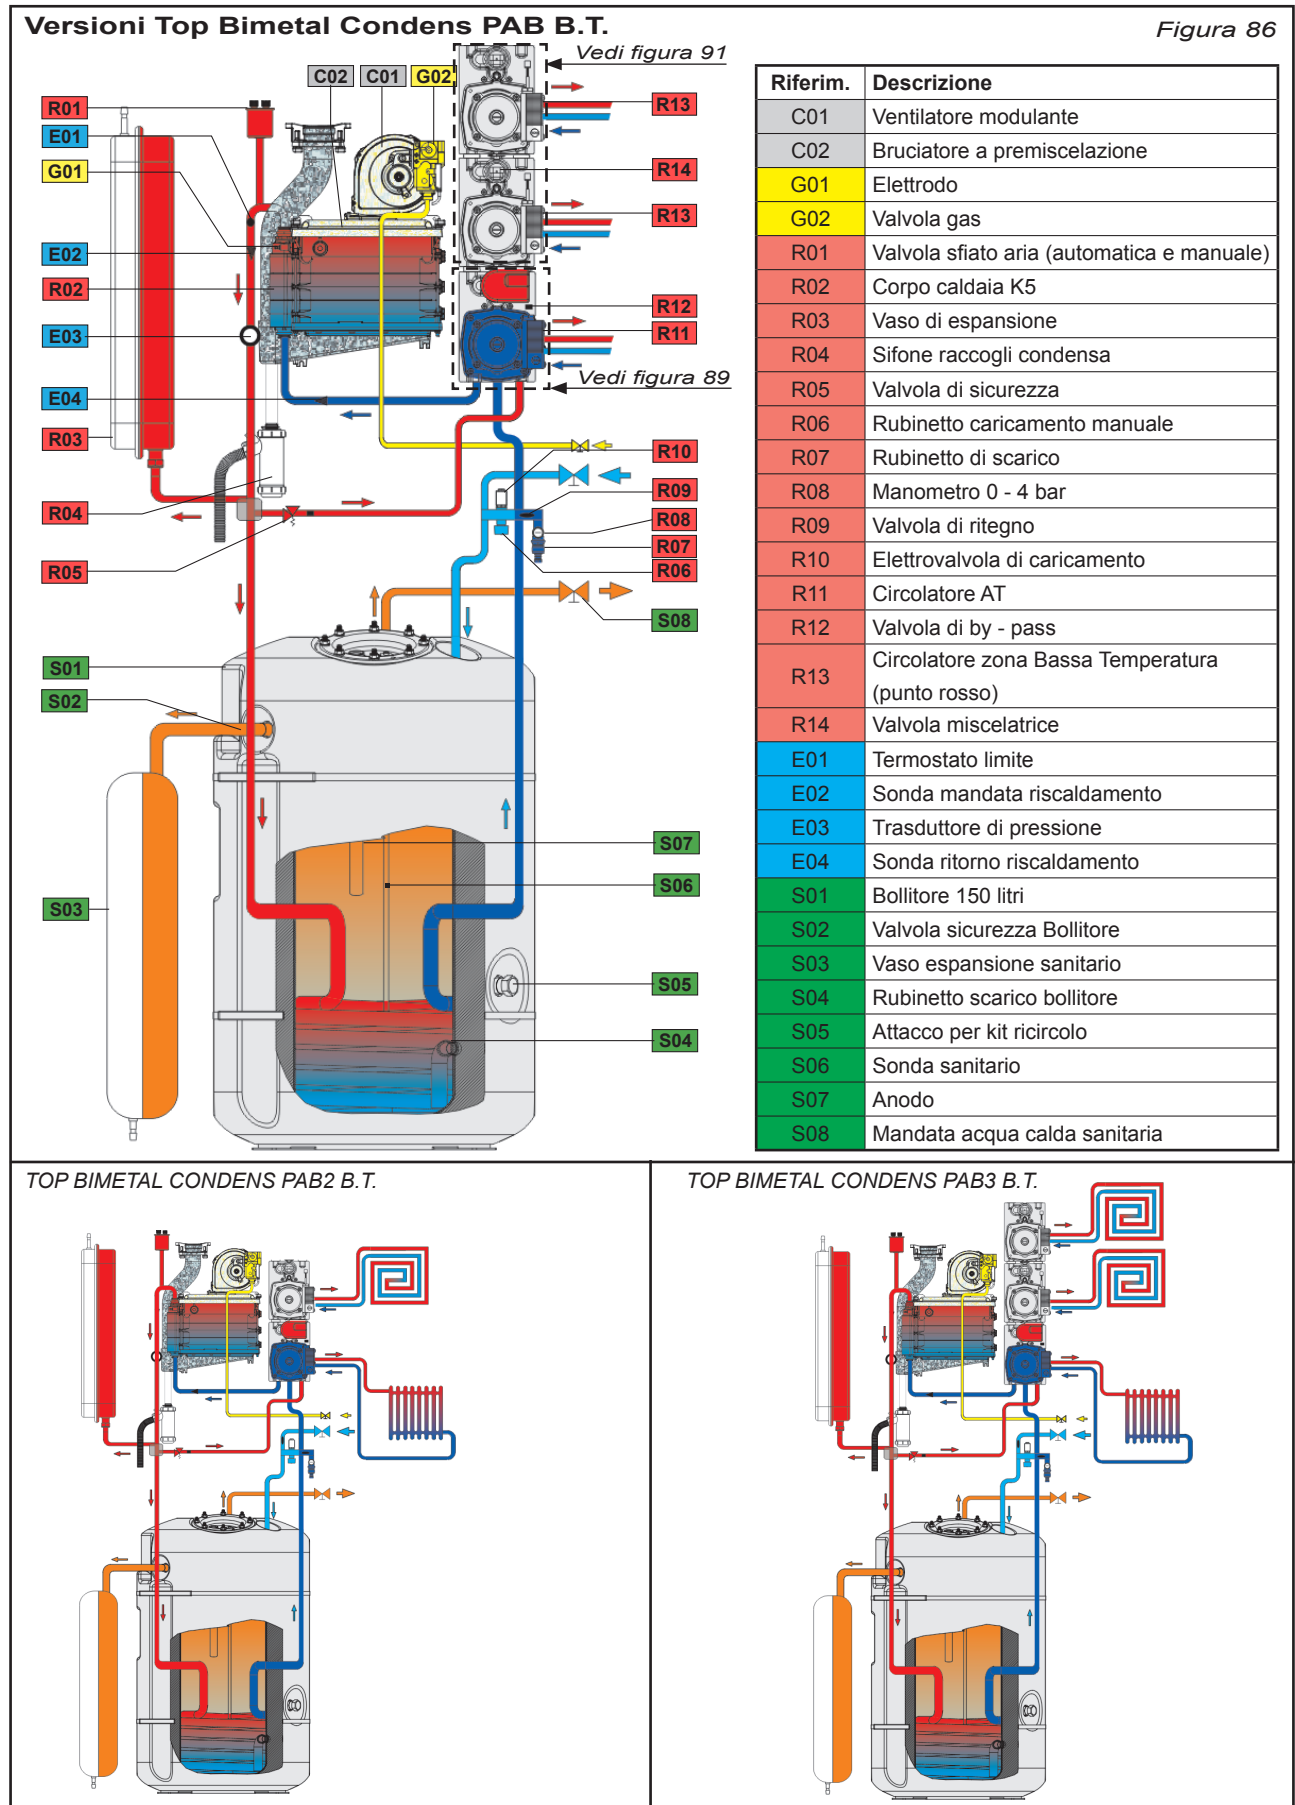 Versioni Top Bimetal Condens PAB B.T.
Figura 86
Vedi figura 91
C02
C01
G02
R01
E01
G01
E02
R02
E03
E04
R03
R04
R05
R13
R14
R13
R12
R11
Vedi figura 89
R10
R09
R08
R07
R06
S08
S01
S02
S03
S07
S06
S05
S04
Riferim. Descrizione
C01 Ventilatore modulante
C02 Bruciatore a premiscelazione
G01 Elettrodo
G02 Valvola gas
R01 Valvola sfiato aria (automatica e manuale)
R02 Corpo caldaia K5
R03 Vaso di espansione
R04 Sifone raccogli condensa
R05 Valvola di sicurezza
R06 Rubinetto caricamento manuale
R07 Rubinetto di scarico
R08 Manometro 0 - 4 bar
R09 Valvola di ritegno
R10 Elettrovalvola di caricamento
R11 Circolatore AT
R12 Valvola di by - pass
R13 Circolatore zona Bassa Temperatura
(punto rosso)
R14 Valvola miscelatrice
E01 Termostato limite
E02 Sonda mandata riscaldamento
E03 Trasduttore di pressione
E04 Sonda ritorno riscaldamento
S01 Bollitore 150 litri
S02 Valvola sicurezza Bollitore
S03 Vaso espansione sanitario
S04 Rubinetto scarico bollitore
S05 Attacco per kit ricircolo
S06 Sonda sanitario
S07 Anodo
S08 Mandata acqua calda sanitaria
TOP BIMETAL CONDENS PAB2 B.T.
TOP BIMETAL CONDENS PAB3 B.T.